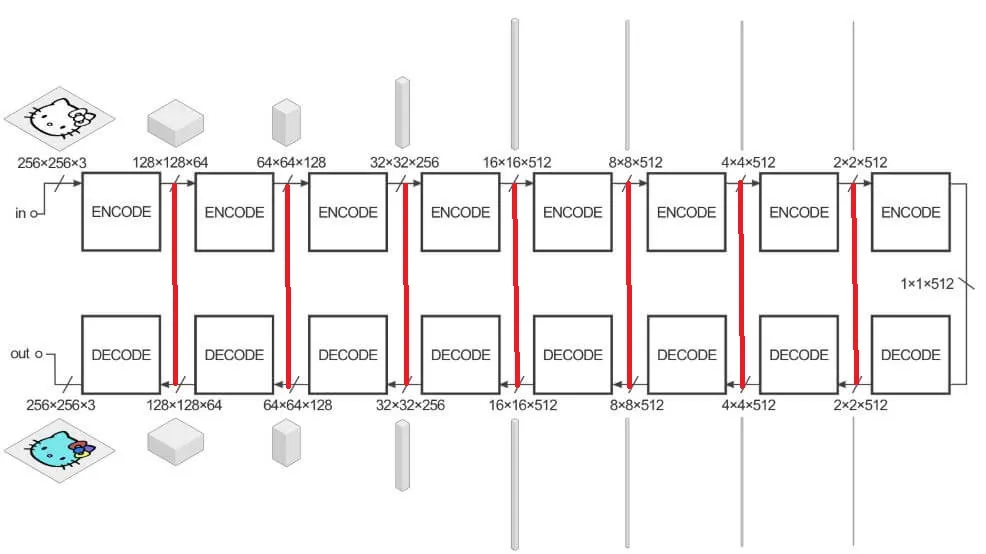 256×256×3 128×128×64 64×64×128 32×32×256 16×16×512 8×8×512 4×4×512 2×2×512
in ENCODE ENCODE ENCODE ENCODE ENCODE ENCODE ENCODE ENCODE
1×1×512
out DECODE DECODE DECODE DECODE DECODE DECODE DECODE DECODE
256×256×3 128×128×64 64×64×128 32×32×256 16×16×512 8×8×512 4×4×512 2×2×512